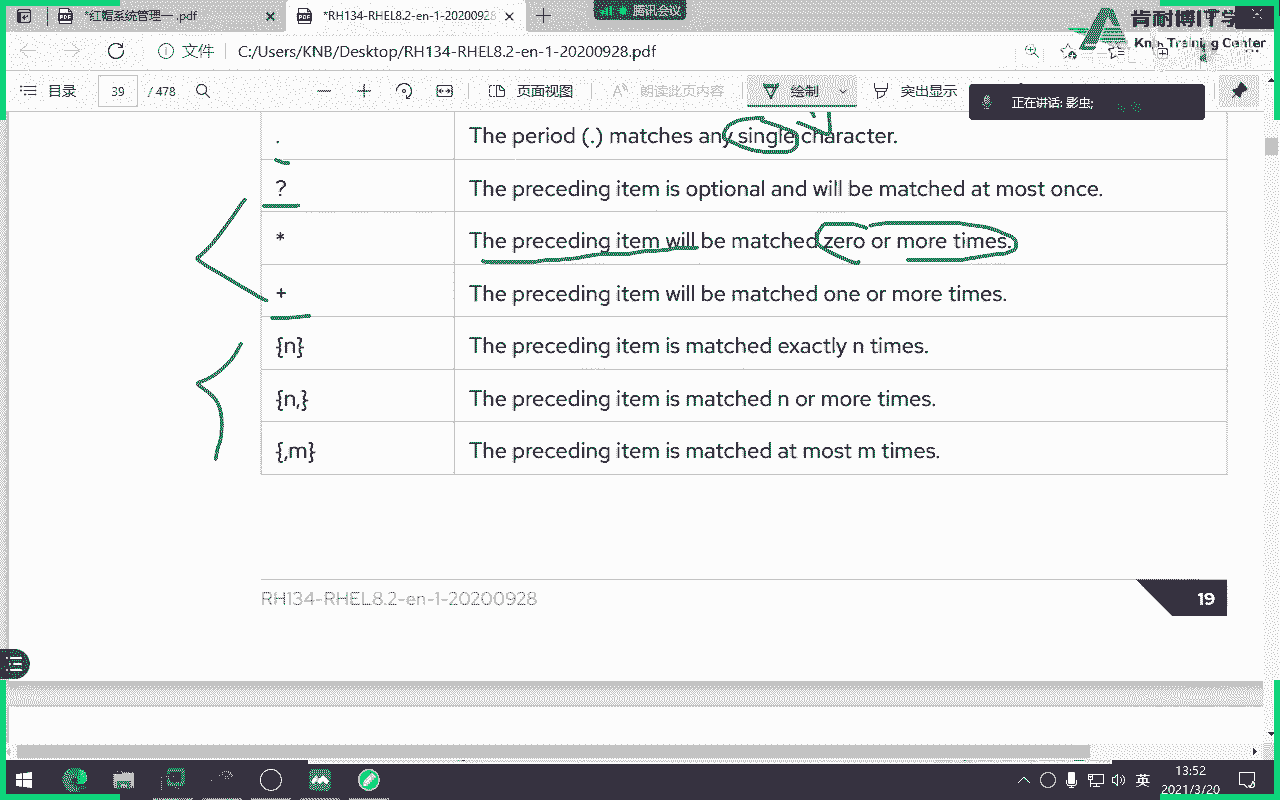 *红帽系统管理一.pdf
*RH134-RHEL8.2-en-1-20200928
腾讯会议
肯耐博IT学
Knb Training Center
文件 C:/Users/KNB/Desktop/RH134-RHEL8.2-en-1-20200928.pdf
目录 39 / 478 页面视图 朗读此页内容 绘制 突出显示
正在讲话: 影虫;
. The period (.) matches any single character.
? The preceding item is optional and will be matched at most once.
* The preceding item will be matched zero or more times.
+ The preceding item will be matched one or more times.
{n} The preceding item is matched exactly n times.
{n,} The preceding item is matched n or more times.
{,m} The preceding item is matched at most m times.
RH134-RHEL8.2-en-1-20200928 19
英 13:52
2021/3/20